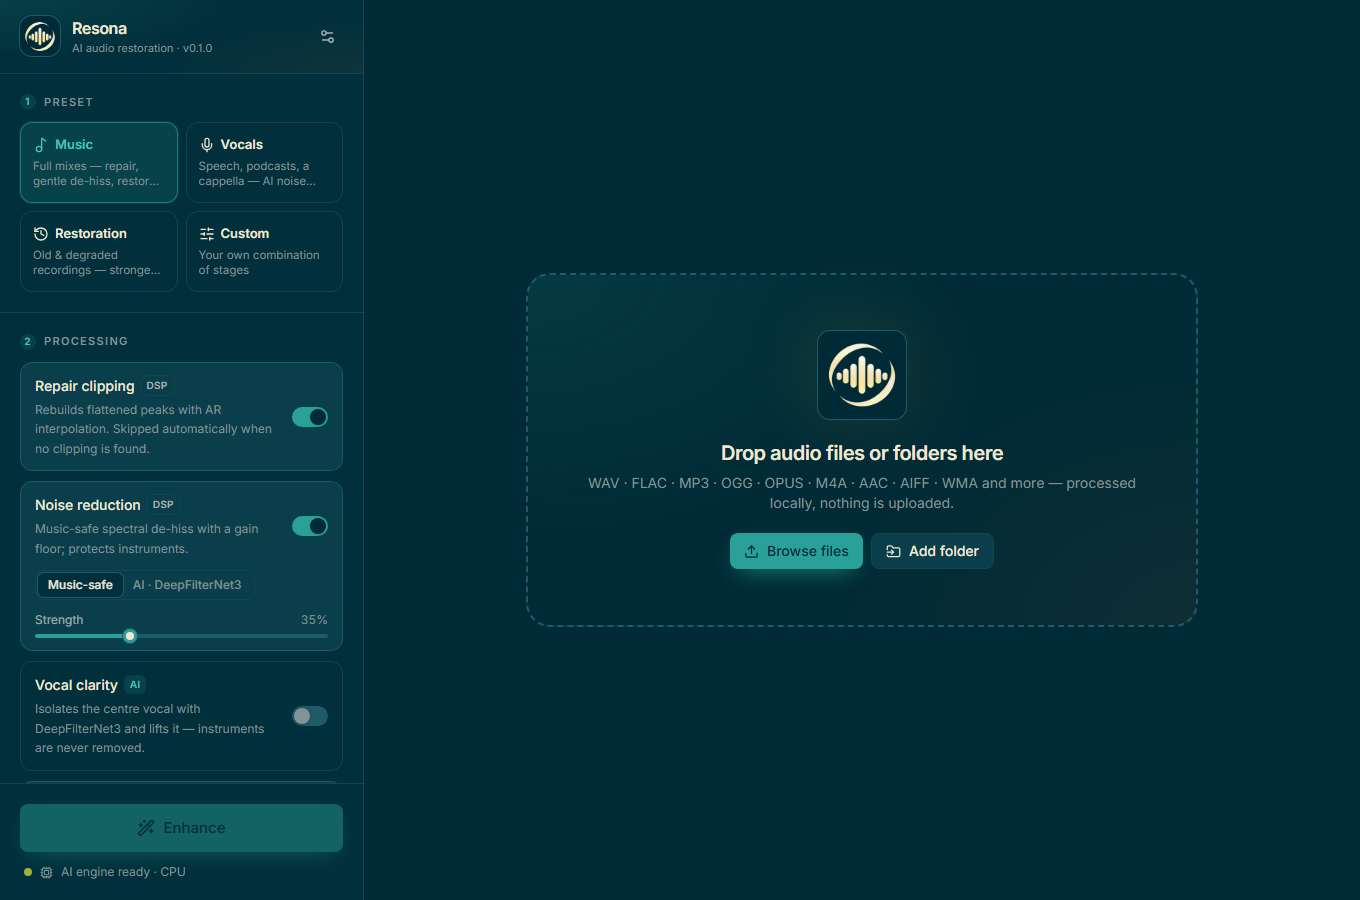 Resona
AI audio restoration · v0.1.0
1 PRESET
Music
Full mixes — repair,
gentle de-hiss, restor...
Vocals
Speech, podcasts, a
cappella — AI noise...
Restoration
Old & degraded
recordings — stronge...
Custom
Your own combination
of stages
2 PROCESSING
Repair clipping DSP
Rebuilds flattened peaks with AR
interpolation. Skipped automatically when
no clipping is found.
Noise reduction DSP
Music-safe spectral de-hiss with a gain
floor; protects instruments.
Music-safe AI · DeepFilterNet3
Strength 35%
Vocal clarity AI
Isolates the centre vocal with
DeepFilterNet3 and lifts it — instruments
are never removed.
Enhance
AI engine ready · CPU
Drop audio files or folders here
WAV · FLAC · MP3 · OGG · OPUS · M4A · AAC · AIFF · WMA and more — processed
locally, nothing is uploaded.
Browse files Add folder